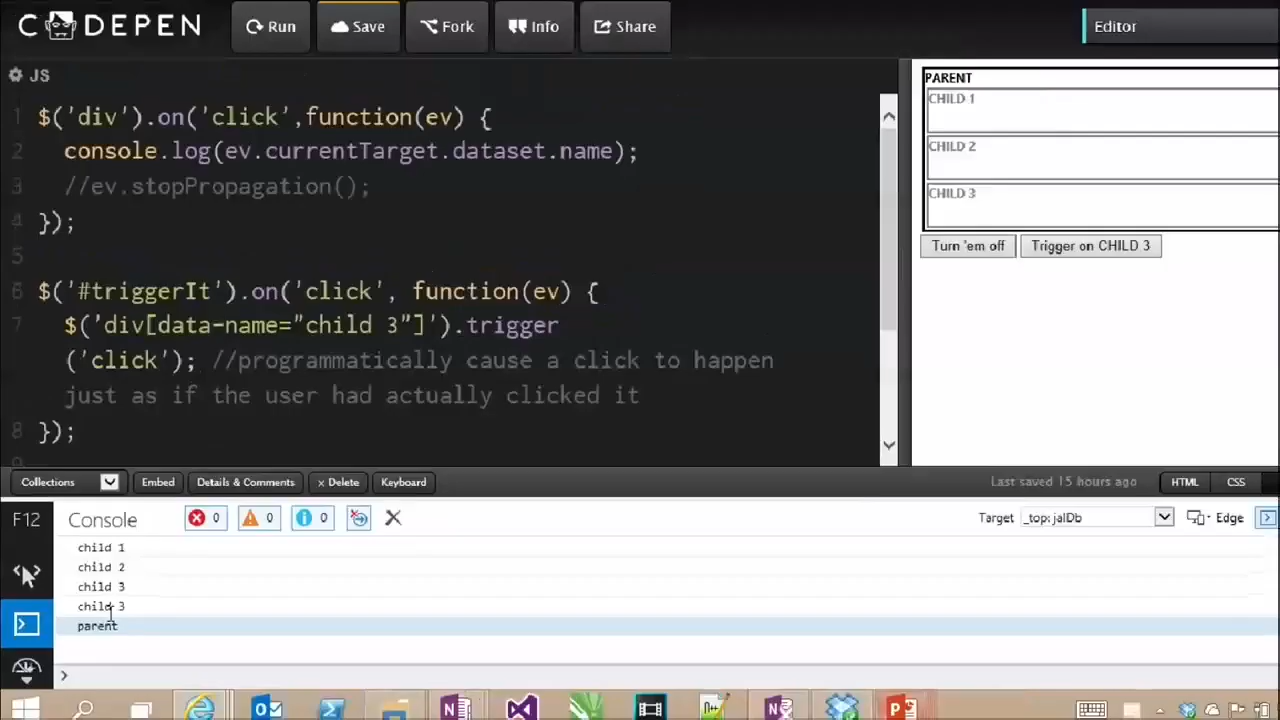 CODEPEN
Run
Save
Fork
Info
Share
Editor
JS
1 $('div').on('click',function(ev) {
2 console.log(ev.currentTarget.dataset.name);
3 //ev.stopPropagation();
4 });
5
6 $('#triggerIt').on('click', function(ev) {
7 $('div[data-name="child 3"]').trigger
('click'); //programmatically cause a click to happen
just as if the user had actually clicked it
8 });
9
PARENT
CHILD 1
CHILD 2
CHILD 3
Turn 'em off
Trigger on CHILD 3
Collections
Embed
Details & Comments
x Delete
Keyboard
Last saved 15 hours ago
HTML
CSS
F12
Console
0
0
0
Target
_top: jalDb
Edge
child 1
child 2
child 3
child 3
parent